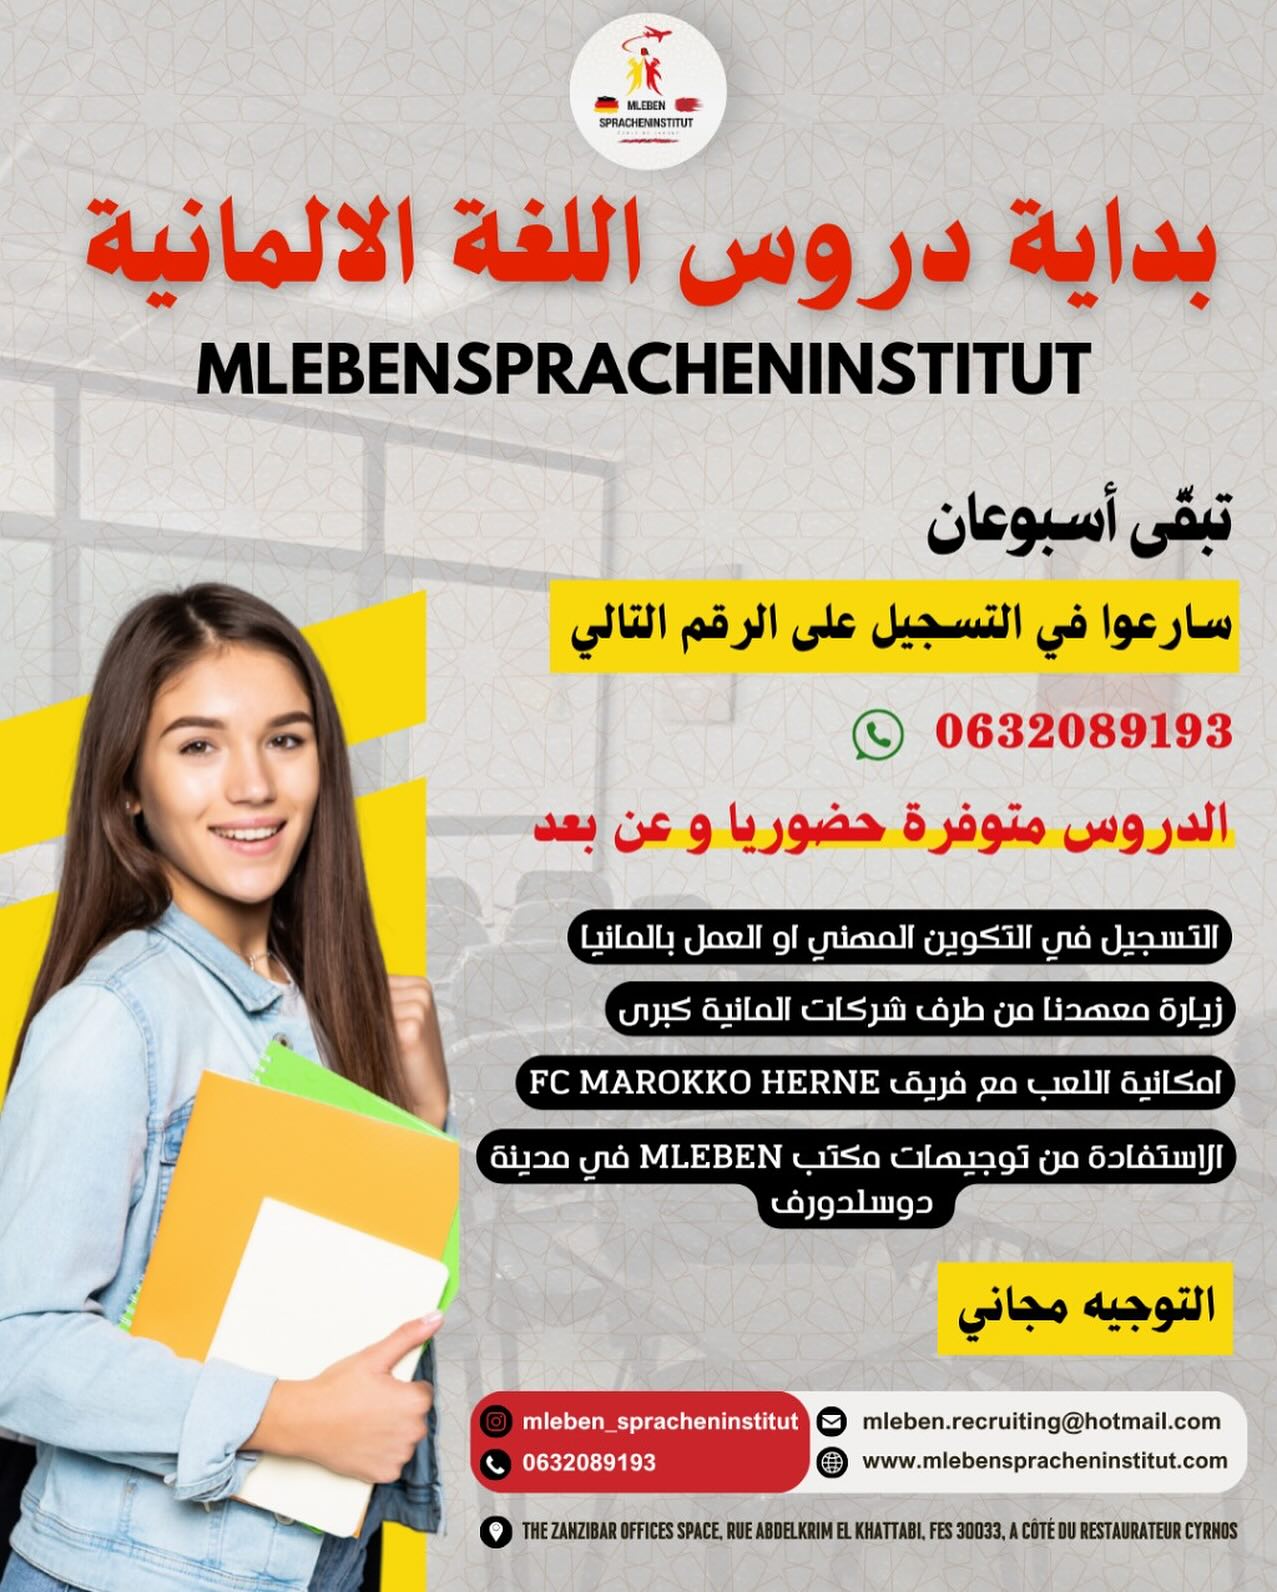 MLEBEN
SPRACHENINSTITUT
بداية دروس اللغة الالمانية
MLEBENSPRACHENINSTITUT
تبقّى أسبوعان
سارعوا في التسجيل على الرقم التالي
0632089193
الدروس متوفرة حضوريا و عن بعد
التسجيل في التكوين المهني او العمل بالمانيا
زيارة معهدنا من طرف شركات المانية كبرى
امكانية اللعب مع فريق FC MAROKKO HERNE
الاستفادة من توجيهات مكتب MLEBEN في مدينة
دوسلدورف
التوجيه مجاني
mleben_spracheninstitut
0632089193
mleben.recruiting@hotmail.com
www.mlebenspracheninstitut.com
THE ZANZIBAR OFFICES SPACE, RUE ABDELKRIM EL KHATTABI, FES 30033, A CÔTÉ DU RESTAURATEUR CYRNOS